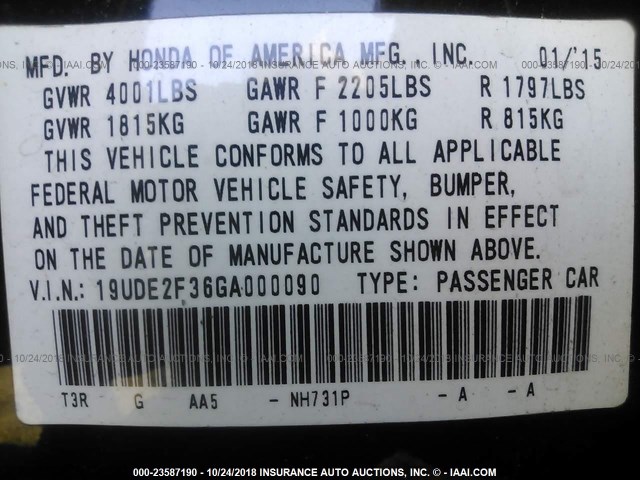 MFD. BY HONDA OF AMERICA MFG., INC. 01/'15
GVWR 4001LBS GAWR F 2205LBS R 1797LBS
GVWR 1815KG GAWR F 1000KG R 815KG
THIS VEHICLE CONFORMS TO ALL APPLICABLE
FEDERAL MOTOR VEHICLE SAFETY, BUMPER,
AND THEFT PREVENTION STANDARDS IN EFFECT
ON THE DATE OF MANUFACTURE SHOWN ABOVE.
V.I.N.: 19UDE2F36GA000090 TYPE: PASSENGER CAR
T3R G AA5 - NH731P - A - A
000-23587190 - 10/24/2018 INSURANCE AUTO AUCTIONS, INC. - © IAAI.COM